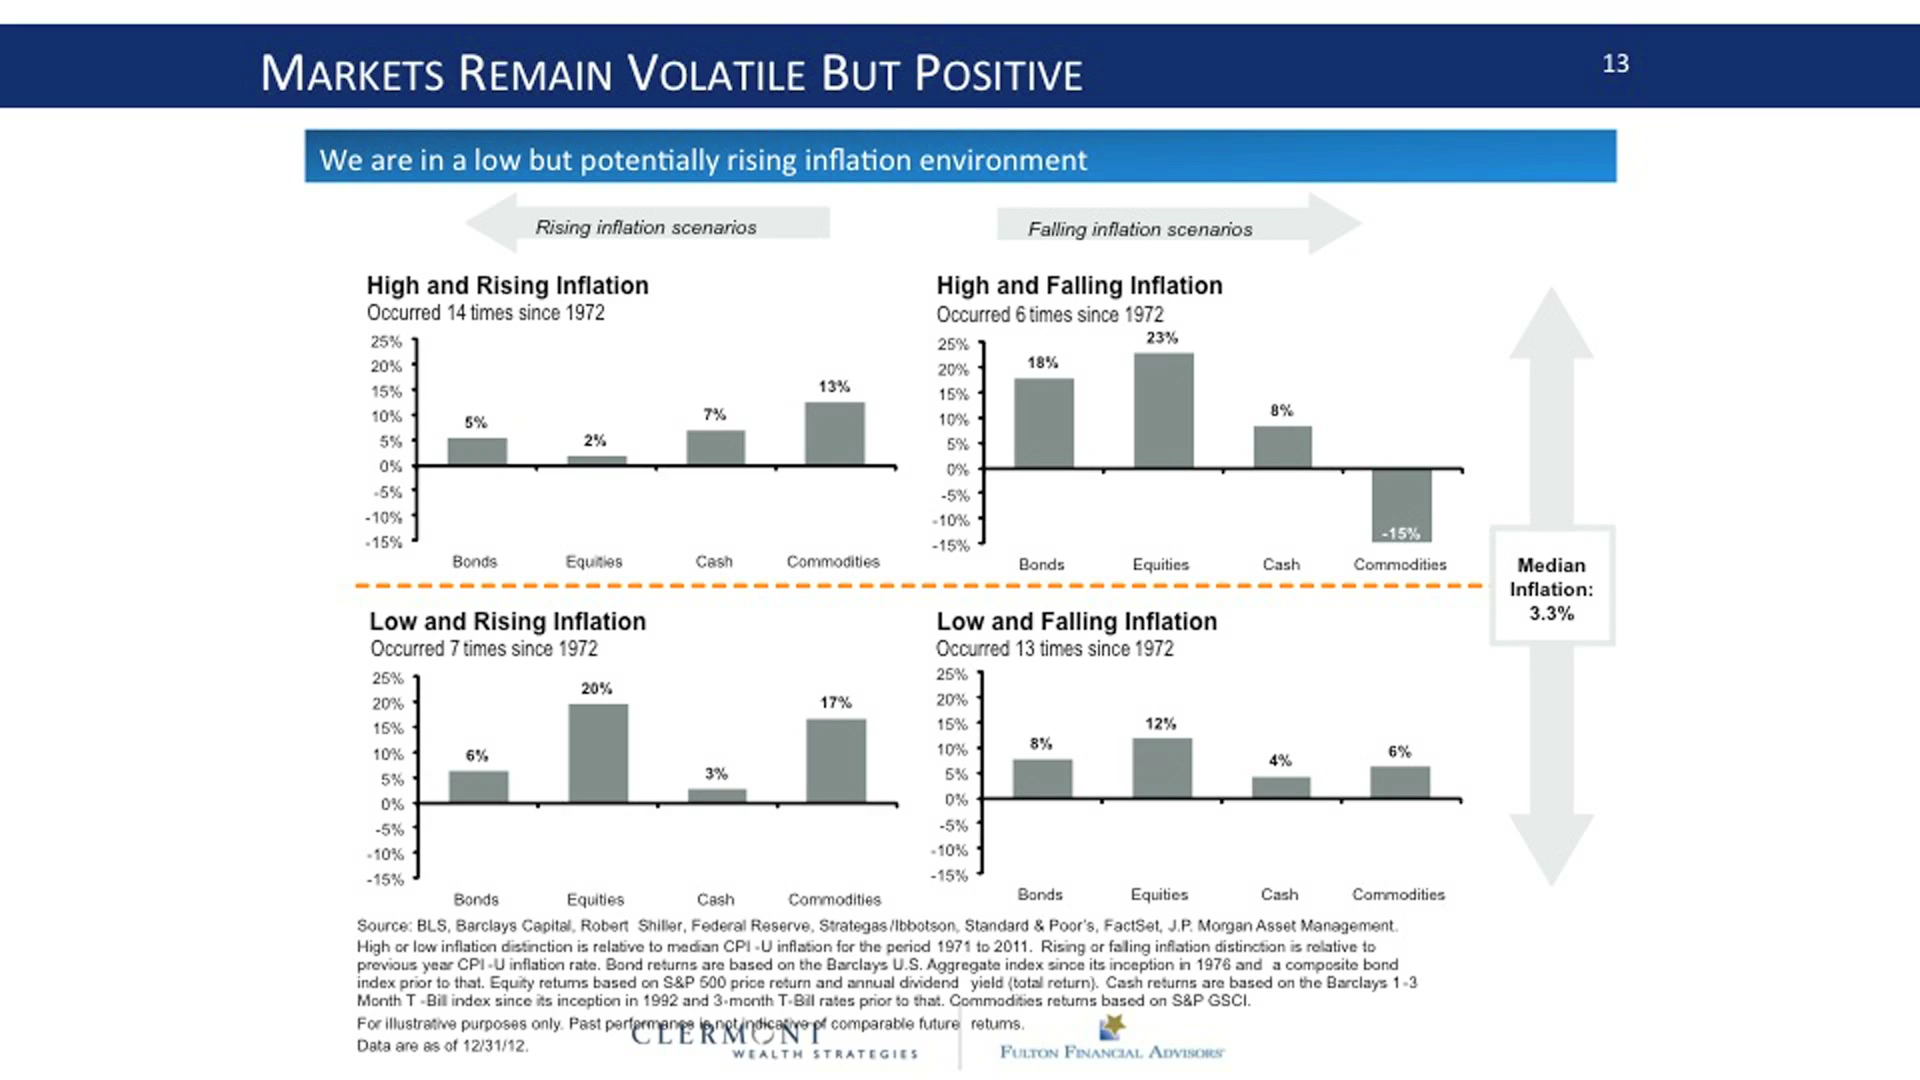 MARKETS REMAIN VOLATILE BUT POSITIVE
13
We are in a low but potentially rising inflation environment
Rising inflation scenarios
Falling inflation scenarios
High and Rising Inflation
Occurred 14 times since 1972
25%
20%
15%
10%
5%
0%
-5%
-10%
-15%
5%
2%
7%
13%
Bonds Equities Cash Commodities
High and Falling Inflation
Occurred 6 times since 1972
25%
20%
15%
10%
5%
0%
-5%
-10%
-15%
18%
23%
8%
-15%
Bonds Equities Cash Commodities
Median
Inflation:
3.3%
Low and Rising Inflation
Occurred 7 times since 1972
25%
20%
15%
10%
5%
0%
-5%
-10%
-15%
6%
20%
3%
17%
Bonds Equities Cash Commodities
Low and Falling Inflation
Occurred 13 times since 1972
25%
20%
15%
10%
5%
0%
-5%
-10%
-15%
8%
12%
4%
6%
Bonds Equities Cash Commodities
Source: BLS, Barclays Capital, Robert Shiller, Federal Reserve, Strategas/Ibbotson, Standard & Poor's, FactSet, J.P. Morgan Asset Management.
High or low inflation distinction is relative to median CPI -U inflation for the period 1971 to 2011. Rising or falling inflation distinction is relative to
previous year CPI -U inflation rate. Bond returns are based on the Barclays U.S. Aggregate index since its inception in 1976 and a composite bond
index prior to that. Equity returns based on S&P 500 price return and annual dividend yield (total return). Cash returns are based on the Barclays 1-3
Month T -Bill index since its inception in 1992 and 3-month T-Bill rates prior to that. Commodities returns based on S&P GSCI.
For illustrative purposes only. Past performance is not indicative of comparable future returns.
Data are as of 12/31/12.
CLERMONT
WEALTH STRATEGIES
FULTON FINANCIAL ADVISORS